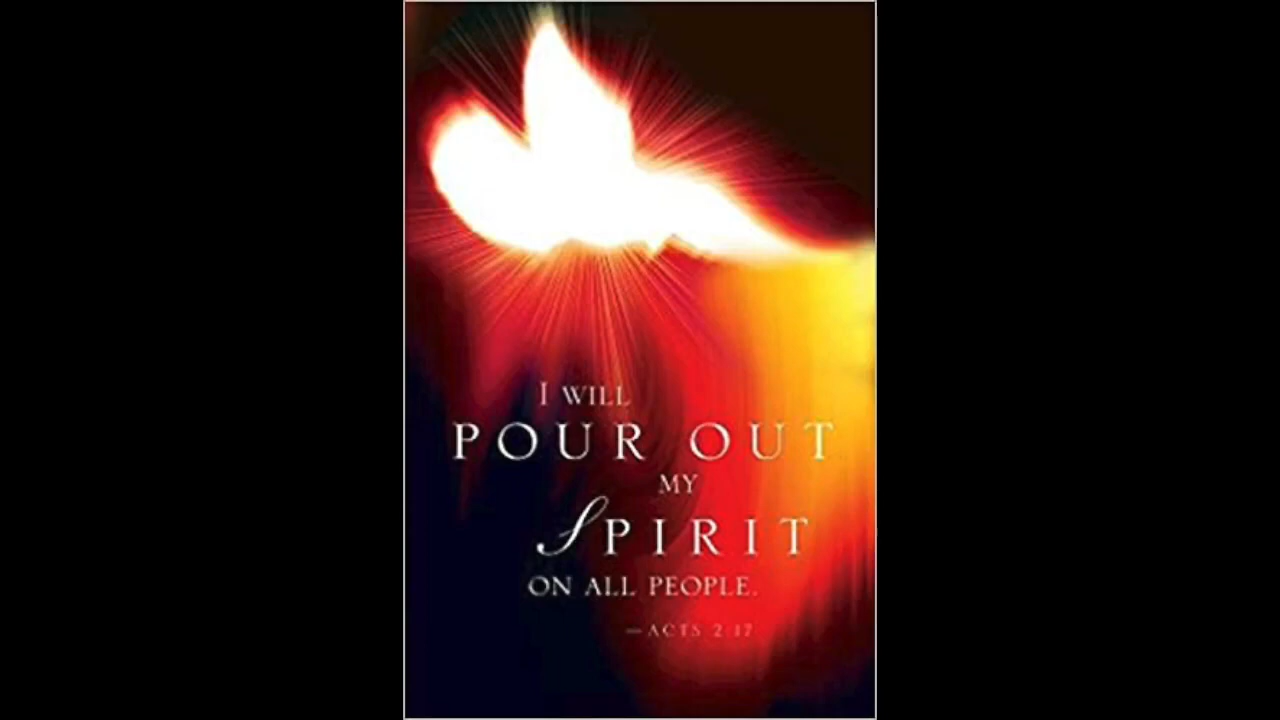 I WILL
POUR OUT
MY
SPIRIT
ON ALL PEOPLE.
—ACTS 2:17